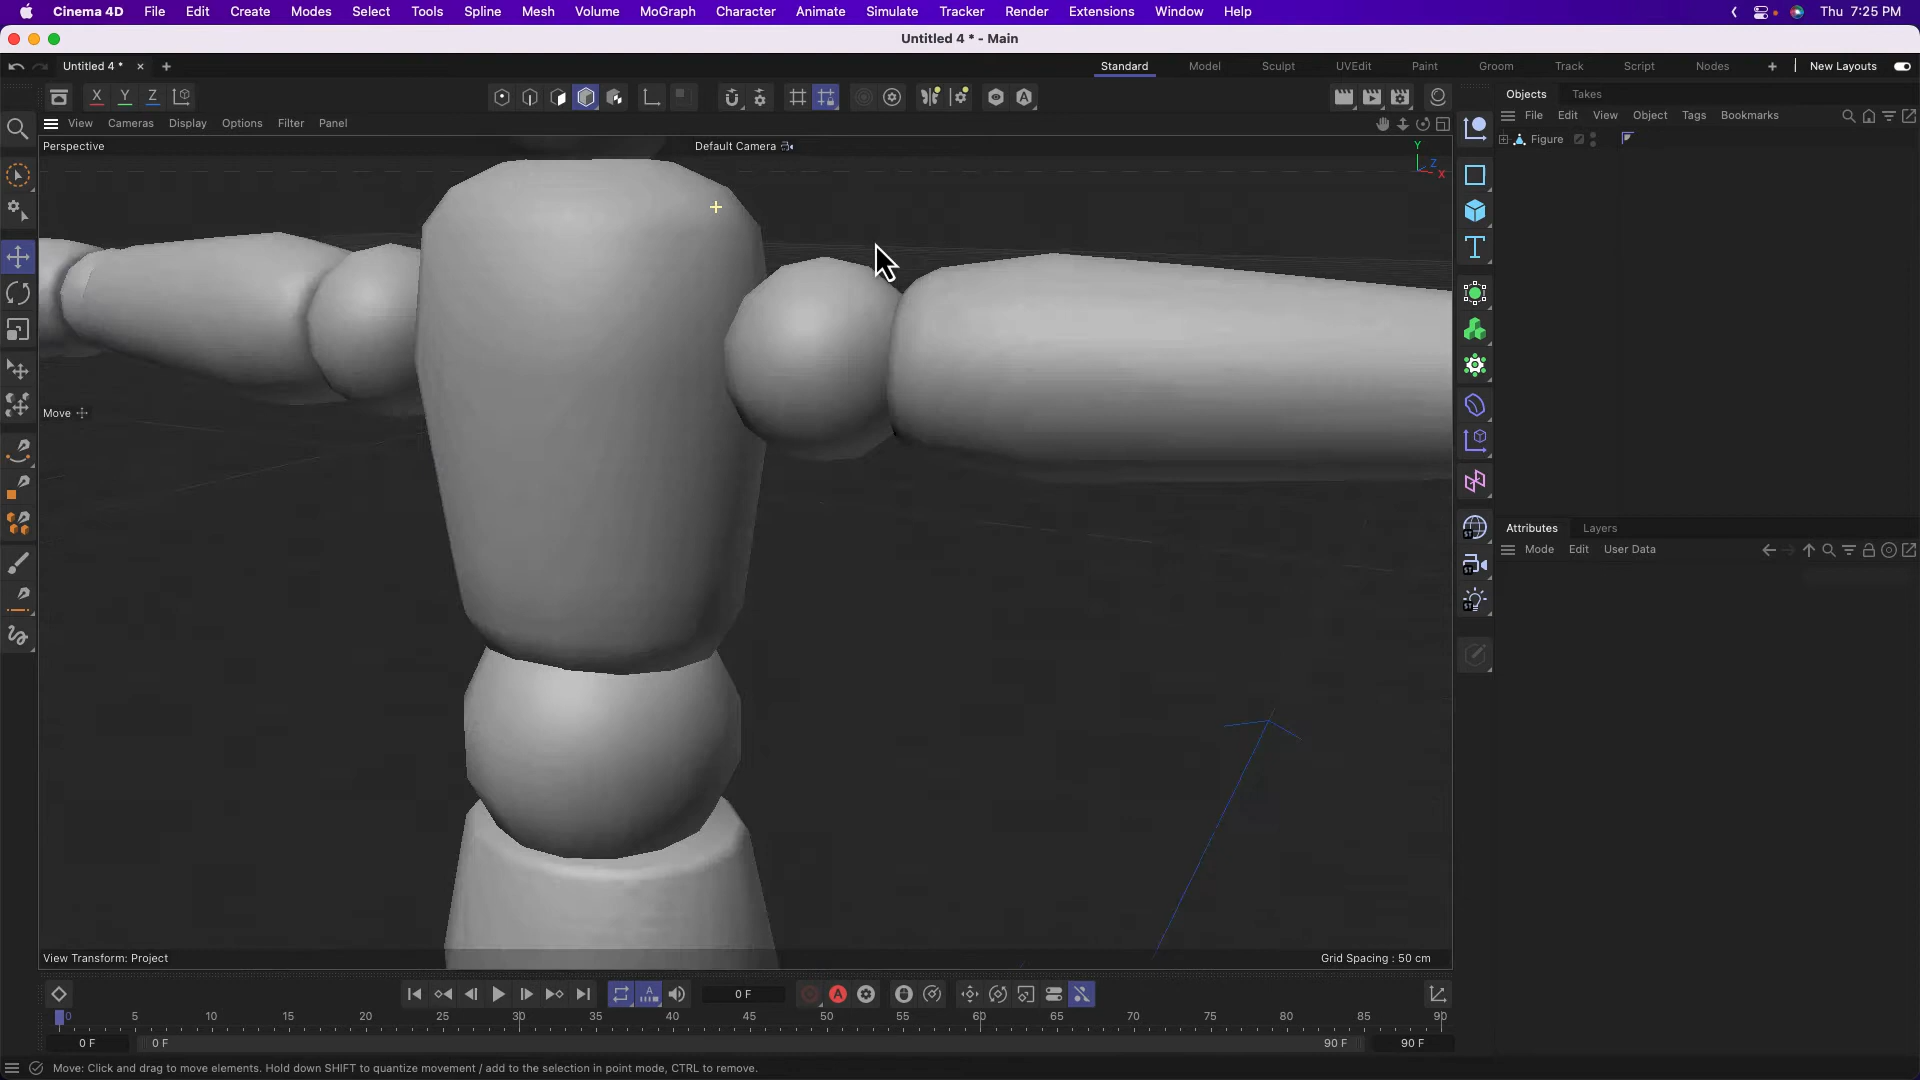 Cinema 4D File Edit Create Modes Select Tools Spline Mesh Volume MoGraph Character Animate Simulate Tracker Render Extensions Window Help Thu 7:25 PM
Untitled 4 * - Main
Untitled 4 * Standard Model Sculpt UVEdit Paint Groom Track Script Nodes New Layouts
X Y Z A Objects Takes
View Cameras Display Options Filter Panel File Edit View Object Tags Bookmarks
Perspective Default Camera Y Z X Figure
T
Move
Attributes Layers
ST Mode Edit User Data
ST
ST
View Transform: Project Grid Spacing : 50 cm
A 0 F A
0 5 10 15 20 25 30 35 40 45 50 55 60 65 70 75 80 85 90
0 F 0 F 90 F 90 F
Move: Click and drag to move elements. Hold down SHIFT to quantize movement / add to the selection in point mode, CTRL to remove.